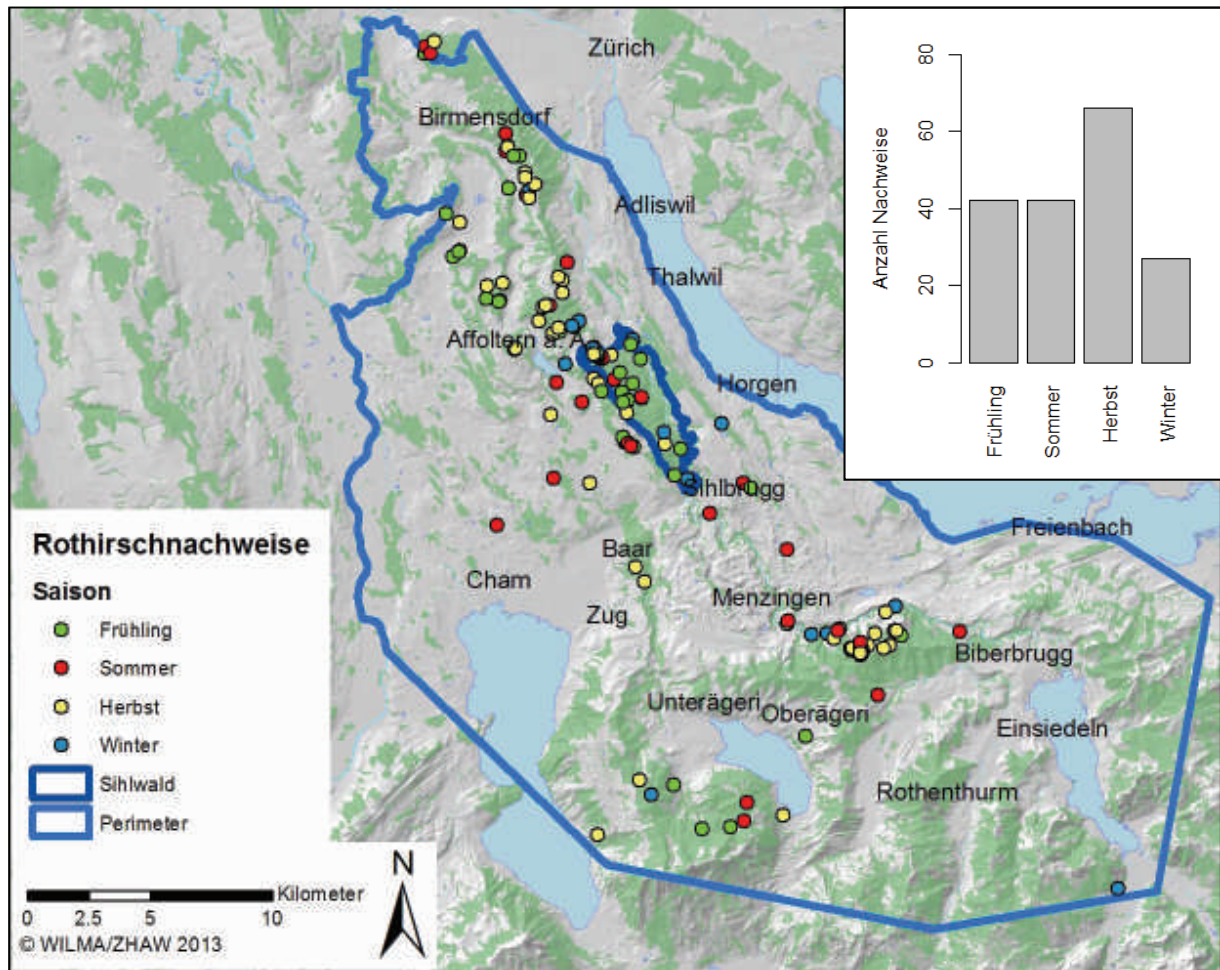 Zürich
Birmensdorf
Adliswil
Thalwil
Affoltern a. A.
Horgen
Sihlbrugg
Freienbach
Baar
Cham
Menzingen
Zug
Biberbrugg
Unterägeri
Oberägeri
Einsiedeln
Rothenthurm
Anzahl Nachweise
80
60
40
20
0
Frühling
Sommer
Herbst
Winter
Rothirschnachweise
Saison
Frühling
Sommer
Herbst
Winter
Sihlwald
Perimeter
N
Kilometer
0 2.5 5 10
© WILMA/ZHAW 2013